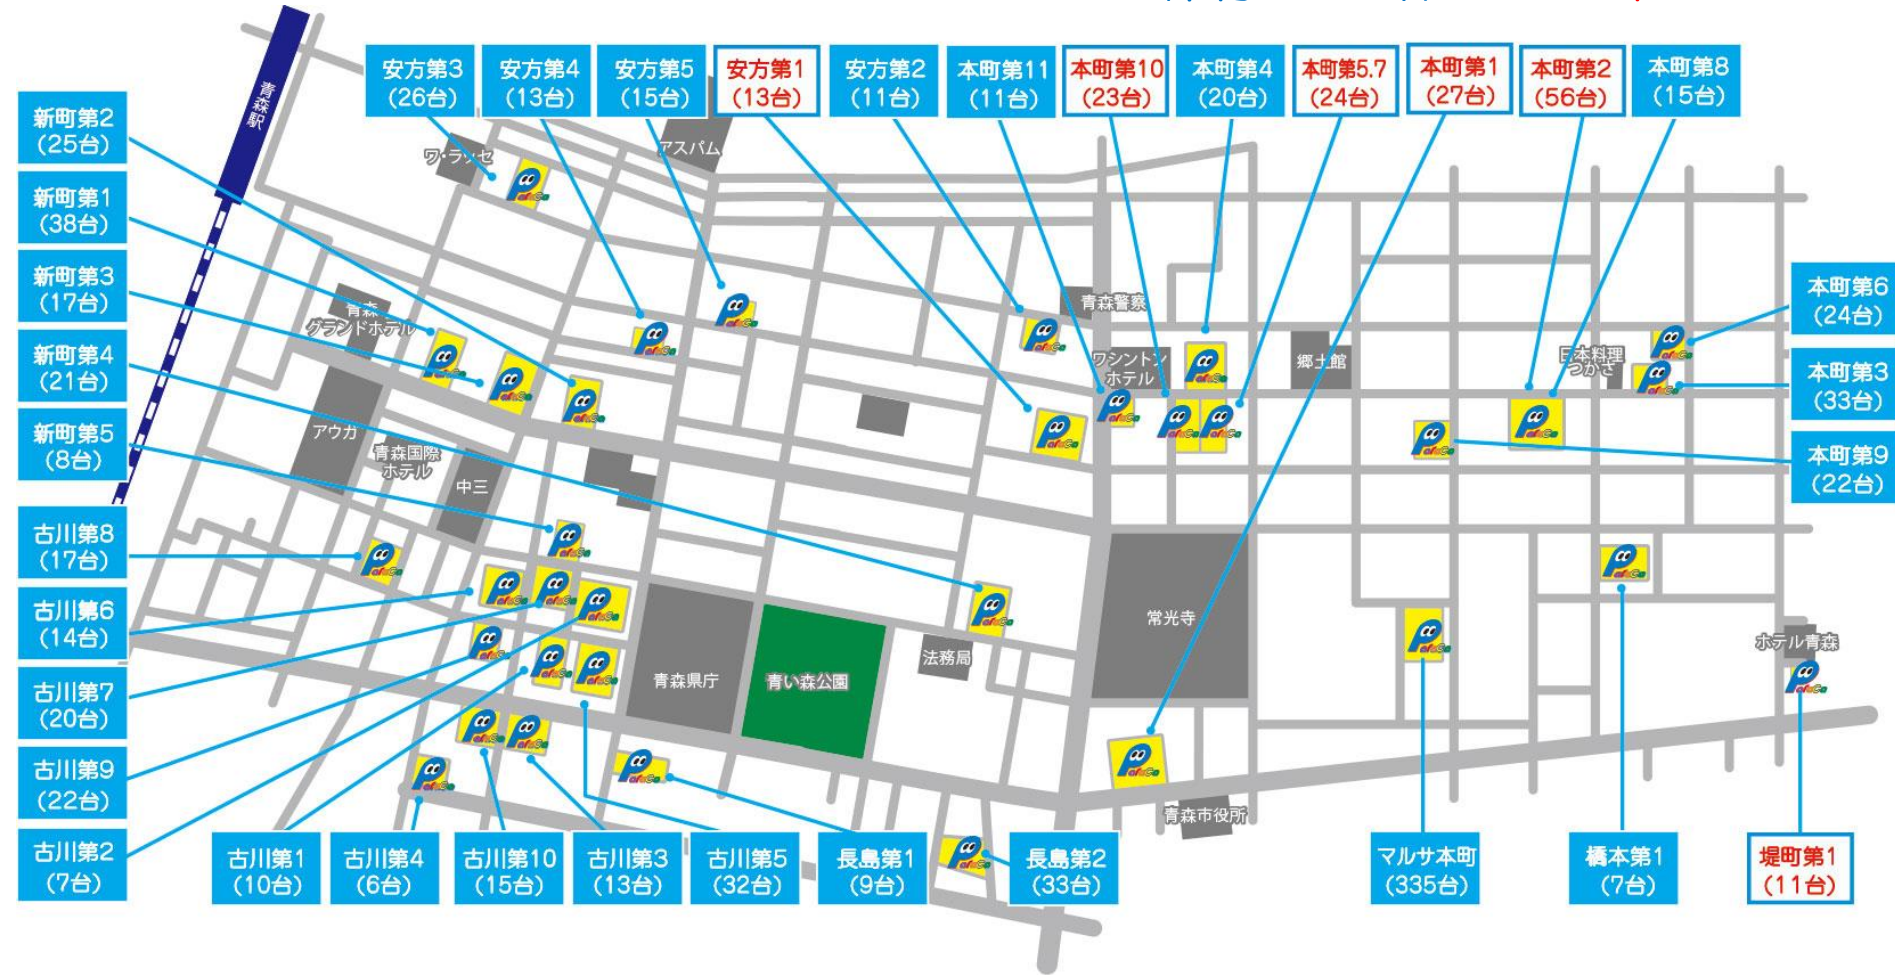 安方第3
(26台)
安方第4
(13台)
安方第5
(15台)
安方第1
(13台)
安方第2
(11台)
本町第11
(11台)
本町第10
(23台)
本町第4
(20台)
本町第5.7
(24台)
本町第1
(27台)
本町第2
(56台)
本町第8
(15台)
新町第2
(25台)
新町第1
(38台)
新町第3
(17台)
新町第4
(21台)
新町第5
(8台)
古川第8
(17台)
古川第6
(14台)
古川第7
(20台)
古川第9
(22台)
古川第2
(7台)
青森駅
ワ・ラッセ
アスパム
青森
グランドホテル
アウガ
青森国際
ホテル
中三
青森警察
ワシントン
ホテル
郷土館
日本料理
つかさ
本町第6
(24台)
本町第3
(33台)
本町第9
(22台)
青森県庁
青い森公園
法務局
常光寺
ホテル青森
青森市役所
古川第1
(10台)
古川第4
(6台)
古川第10
(15台)
古川第3
(13台)
古川第5
(32台)
長島第1
(9台)
長島第2
(33台)
マルサ本町
(335台)
橋本第1
(7台)
堤町第1
(11台)